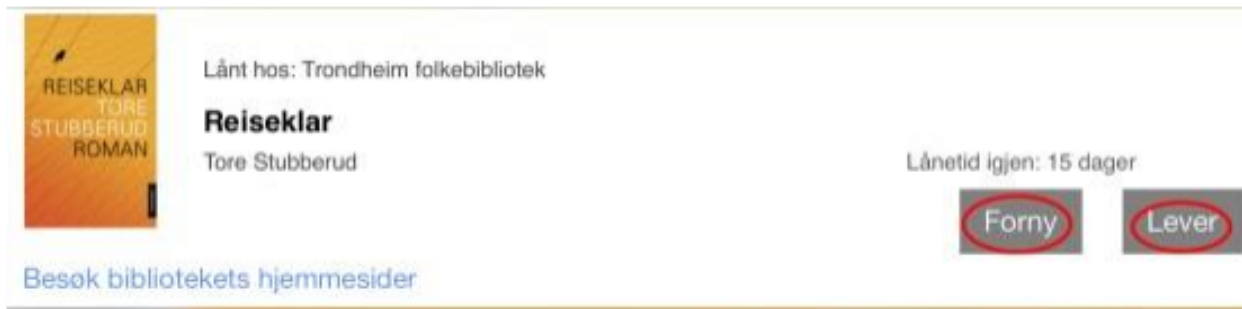 REISEKLAR
TORE
STUBBERUD
ROMAN
Lånt hos: Trondheim folkebibliotek
Reiseklar
Tore Stubberud
Lånetid igjen: 15 dager
Forny
Lever
Besøk bibliotekets hjemmesider